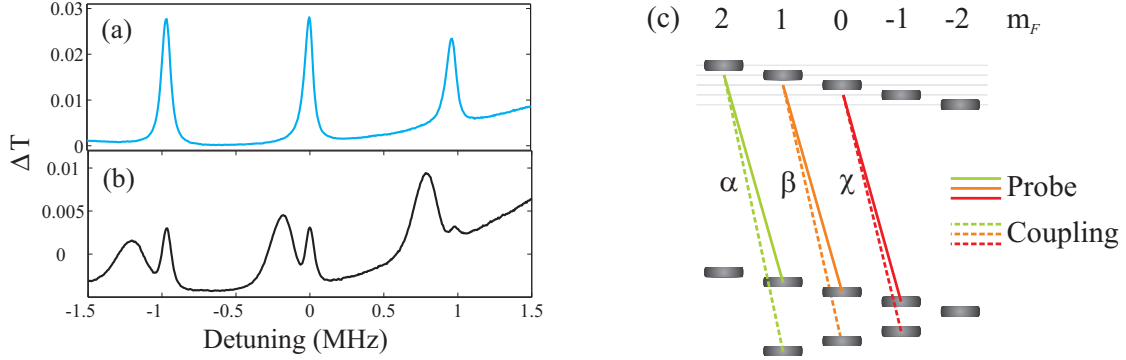 (a)
0.03
0.02
0.01
0
(b)
0.01
0.005
0
-1.5 -1 -0.5 0 0.5 1 1.5
Detuning (MHz)
Δ T
(c) 2 1 0 -1 -2 m_F
α β χ
Probe
Coupling